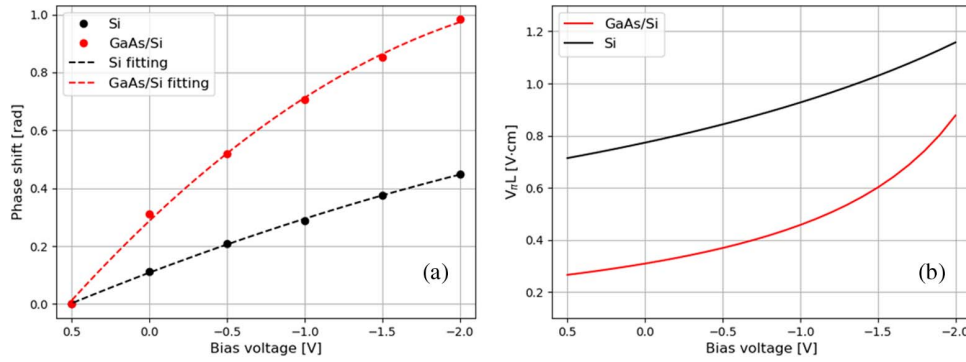 1.0
0.8
0.6
0.4
0.2
0.0
Phase shift [rad]
Si
GaAs/Si
Si fitting
GaAs/Si fitting
(a)
0.5 0.0 −0.5 −1.0 −1.5 −2.0
Bias voltage [V]
1.2
1.0
0.8
0.6
0.4
0.2
VπL [V·cm]
GaAs/Si
Si
(b)
0.5 0.0 −0.5 −1.0 −1.5 −2.0
Bias voltage [V]